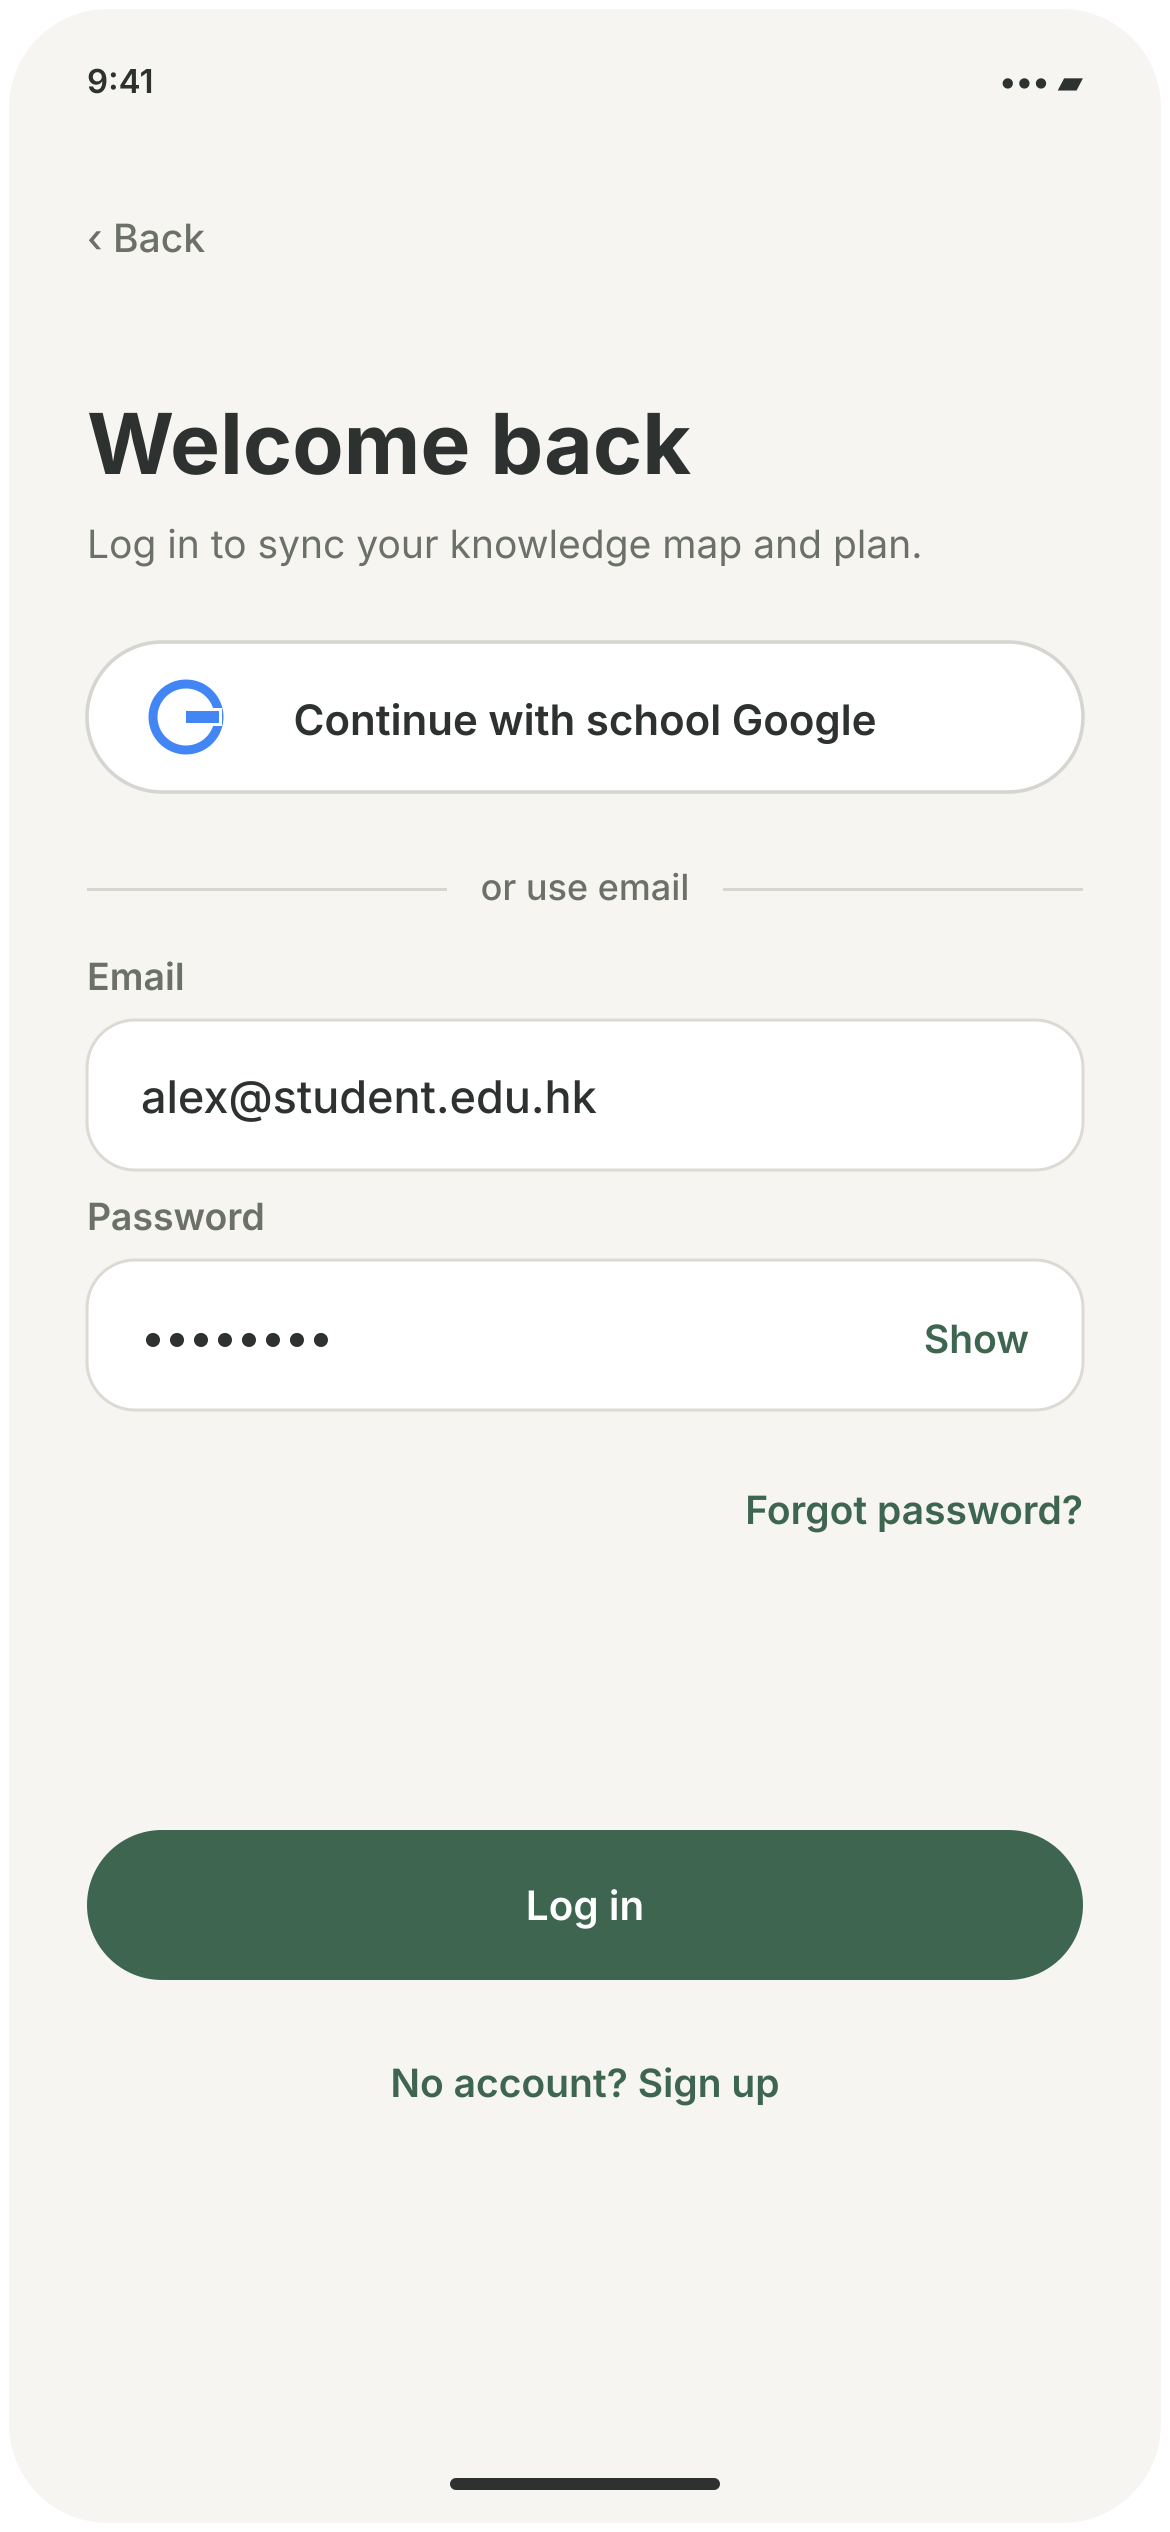 9:41
‹ Back
Welcome back
Log in to sync your knowledge map and plan.
Continue with school Google
or use email
Email
alex@student.edu.hk
Password
••••••••
Show
Forgot password?
Log in
No account? Sign up